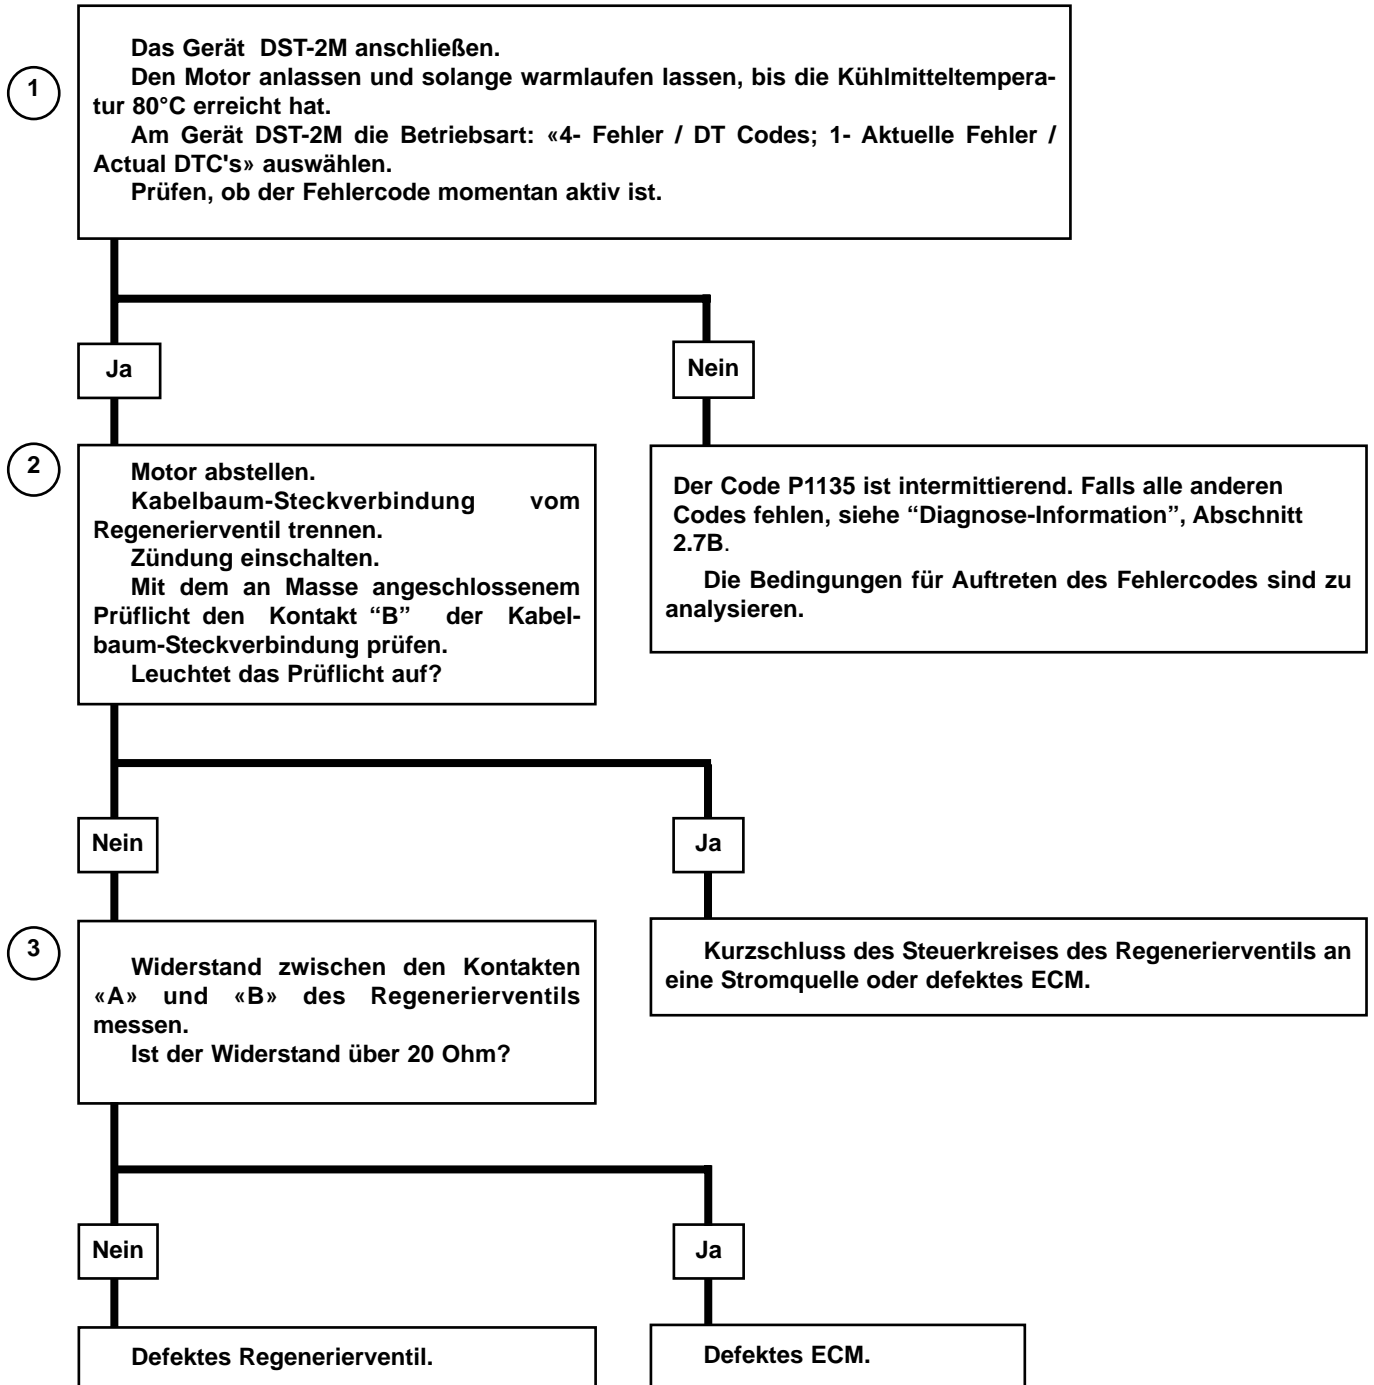 1
Das Gerät DST-2M anschließen.
Den Motor anlassen und solange warmlaufen lassen, bis die Kühlmitteltempera-
tur 80°C erreicht hat.
Am Gerät DST-2M die Betriebsart: «4- Fehler / DT Codes; 1- Aktuelle Fehler /
Actual DTC's» auswählen.
Prüfen, ob der Fehlercode momentan aktiv ist.
Ja
Nein
2
Motor abstellen.
Kabelbaum-Steckverbindung vom
Regenerierventil trennen.
Zündung einschalten.
Mit dem an Masse angeschlossenem
Prüflicht den Kontakt “B” der Kabel-
baum-Steckverbindung prüfen.
Leuchtet das Prüflicht auf?
Der Code P1135 ist intermittierend. Falls alle anderen
Codes fehlen, siehe “Diagnose-Information”, Abschnitt
2.7B.
Die Bedingungen für Auftreten des Fehlercodes sind zu
analysieren.
Nein
Ja
3
Widerstand zwischen den Kontakten
«A» und «B» des Regenerierventils
messen.
Ist der Widerstand über 20 Ohm?
Kurzschluss des Steuerkreises des Regenerierventils an
eine Stromquelle oder defektes ECM.
Nein
Ja
Defektes Regenerierventil.
Defektes ECM.